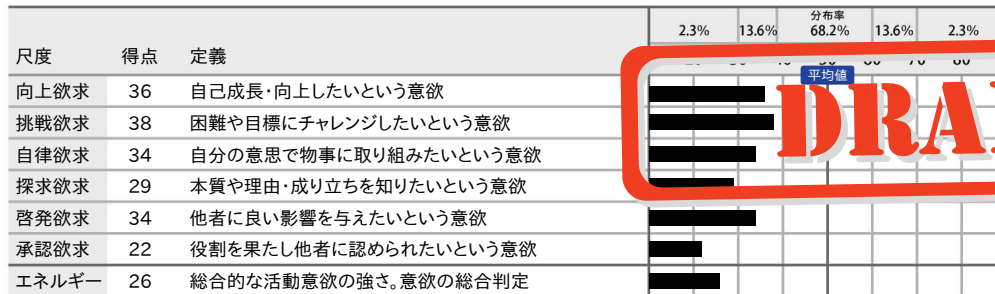 分布率
2.3% 13.6% 68.2% 13.6% 2.3%
尺度 得点 定義
平均値
向上欲求 36 自己成長・向上したいという意欲
挑戦欲求 38 困難や目標にチャレンジしたいという意欲
自律欲求 34 自分の意思で物事に取り組みたいという意欲
探求欲求 29 本質や理由・成り立ちを知りたいという意欲
啓発欲求 34 他者に良い影響を与えたいという意欲
承認欲求 22 役割を果たし他者に認められたいという意欲
エネルギー 26 総合的な活動意欲の強さ。意欲の総合判定